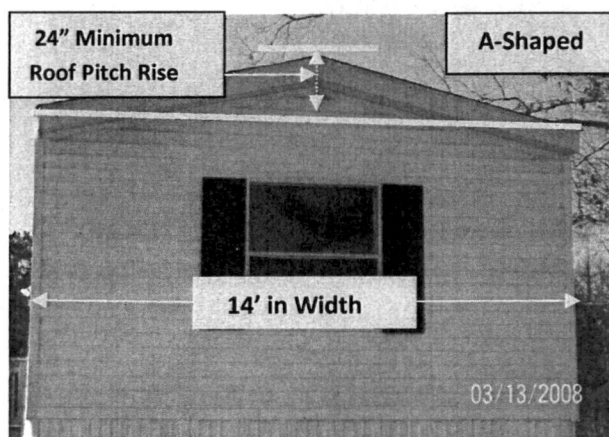 24” Minimum
Roof Pitch Rise
A-Shaped
14’ in Width
03/13/2008